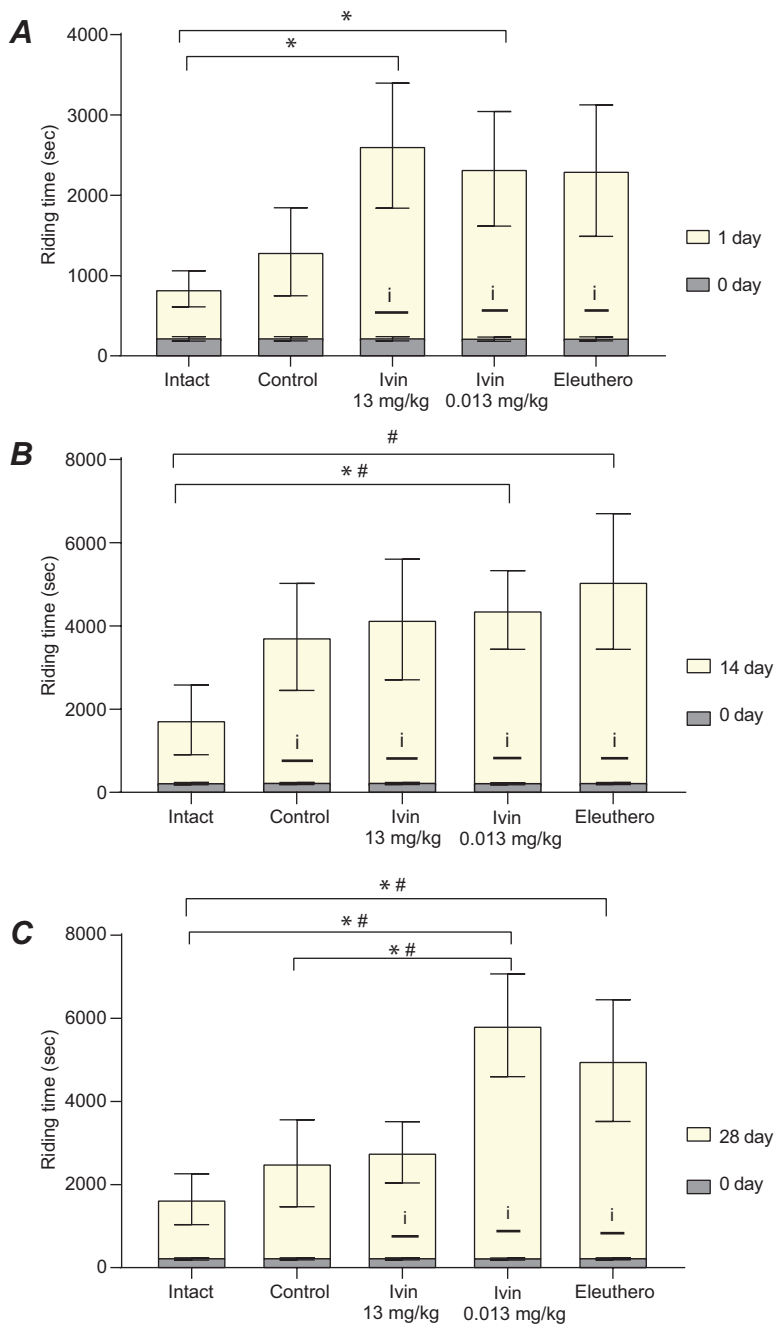 A
*
*
4000
3000
2000
1000
0
Riding time (sec)
i
i
i
1 day
0 day
Intact
Control
Ivin
13 mg/kg
Ivin
0.013 mg/kg
Eleuthero
B
#
* #
8000
6000
4000
2000
0
Riding time (sec)
i
i
i
i
14 day
0 day
Intact
Control
Ivin
13 mg/kg
Ivin
0.013 mg/kg
Eleuthero
C
* #
* #
* #
8000
6000
4000
2000
0
Riding time (sec)
i
i
i
28 day
0 day
Intact
Control
Ivin
13 mg/kg
Ivin
0.013 mg/kg
Eleuthero